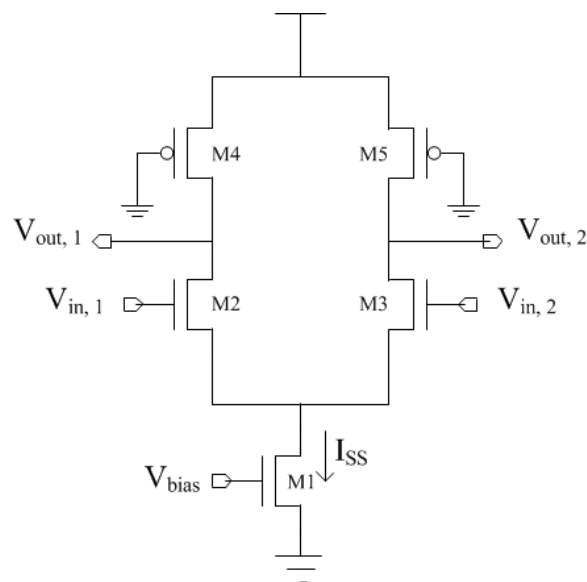 M4
M5
Vout, 1
Vout, 2
Vin, 1
M2
M3
Vin, 2
ISS
Vbias
M1